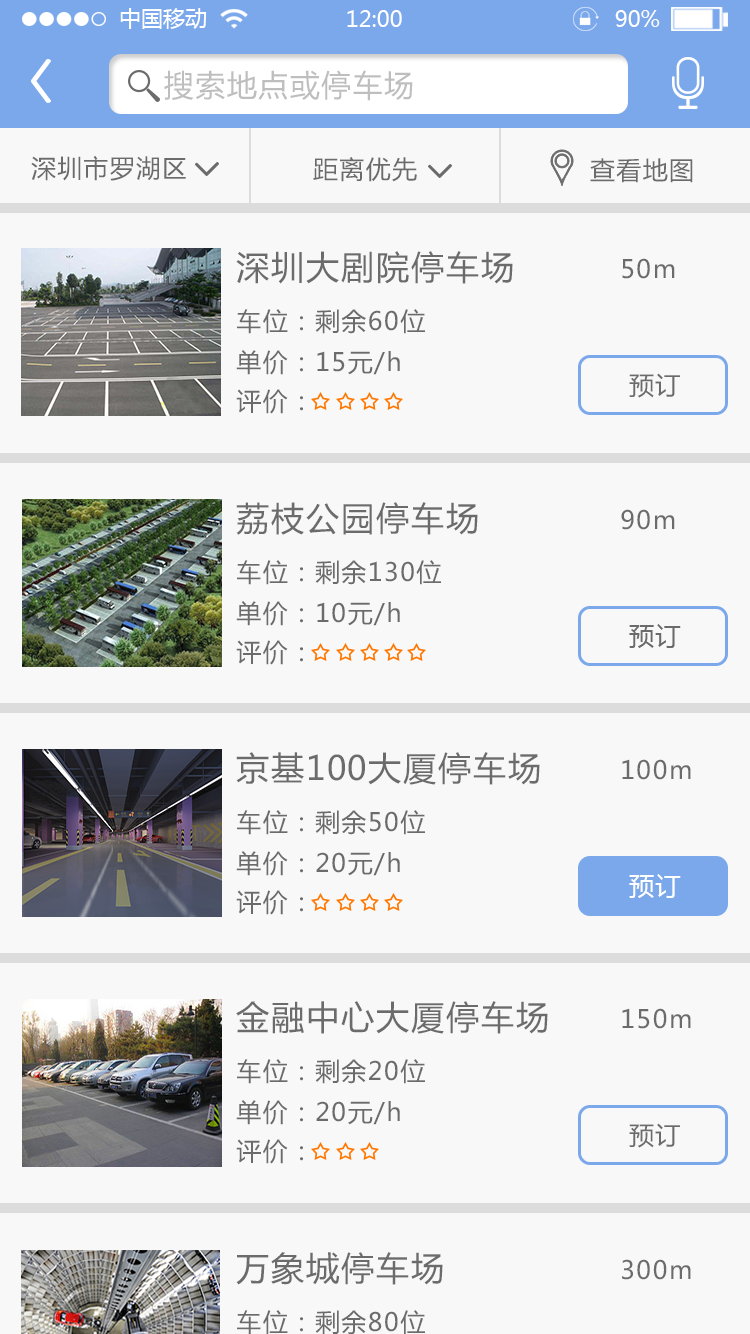 中国移动 12:00 90%
搜索地点或停车场
深圳市罗湖区 距离优先 查看地图
深圳大剧院停车场 50m
车位：剩余60位
单价：15元/h
预订
评价：☆☆☆☆
荔枝公园停车场 90m
车位：剩余130位
单价：10元/h
预订
评价：☆☆☆☆☆
京基100大厦停车场 100m
车位：剩余50位
单价：20元/h
预订
评价：☆☆☆☆
金融中心大厦停车场 150m
车位：剩余20位
单价：20元/h
预订
评价：☆☆☆
万象城停车场 300m
车位：剩余80位